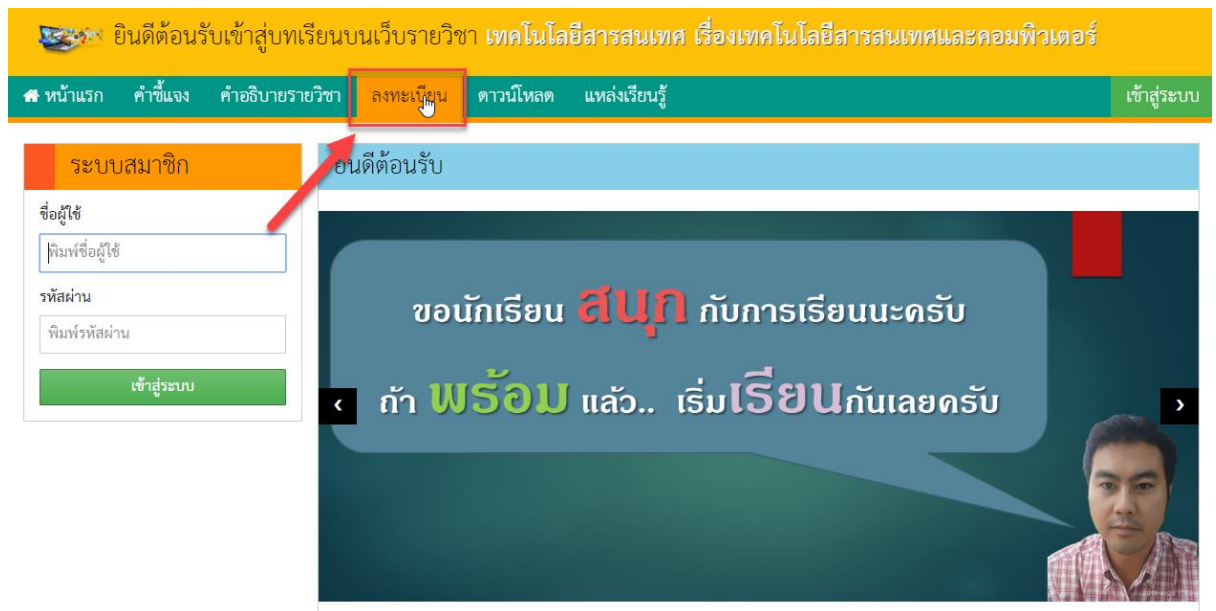 ยินดีต้อนรับเข้าสู่บทเรียนบนเว็บรายวิชา เทคโนโลยีสารสนเทศ เรื่องเทคโนโลยีสารสนเทศและคอมพิวเตอร์
หน้าแรก คำชี้แจง คำอธิบายรายวิชา ลงทะเบียน ดาวน์โหลด แหล่งเรียนรู้ เข้าสู่ระบบ
ระบบสมาชิก
ยินดีต้อนรับ
ชื่อผู้ใช้
พิมพ์ชื่อผู้ใช้
รหัสผ่าน
พิมพ์รหัสผ่าน
เข้าสู่ระบบ
ขอนักเรียน สนุก กับการเรียนนะครับ
ถ้า พร้อม แล้ว.. เริ่มเรียนกันเลยครับ